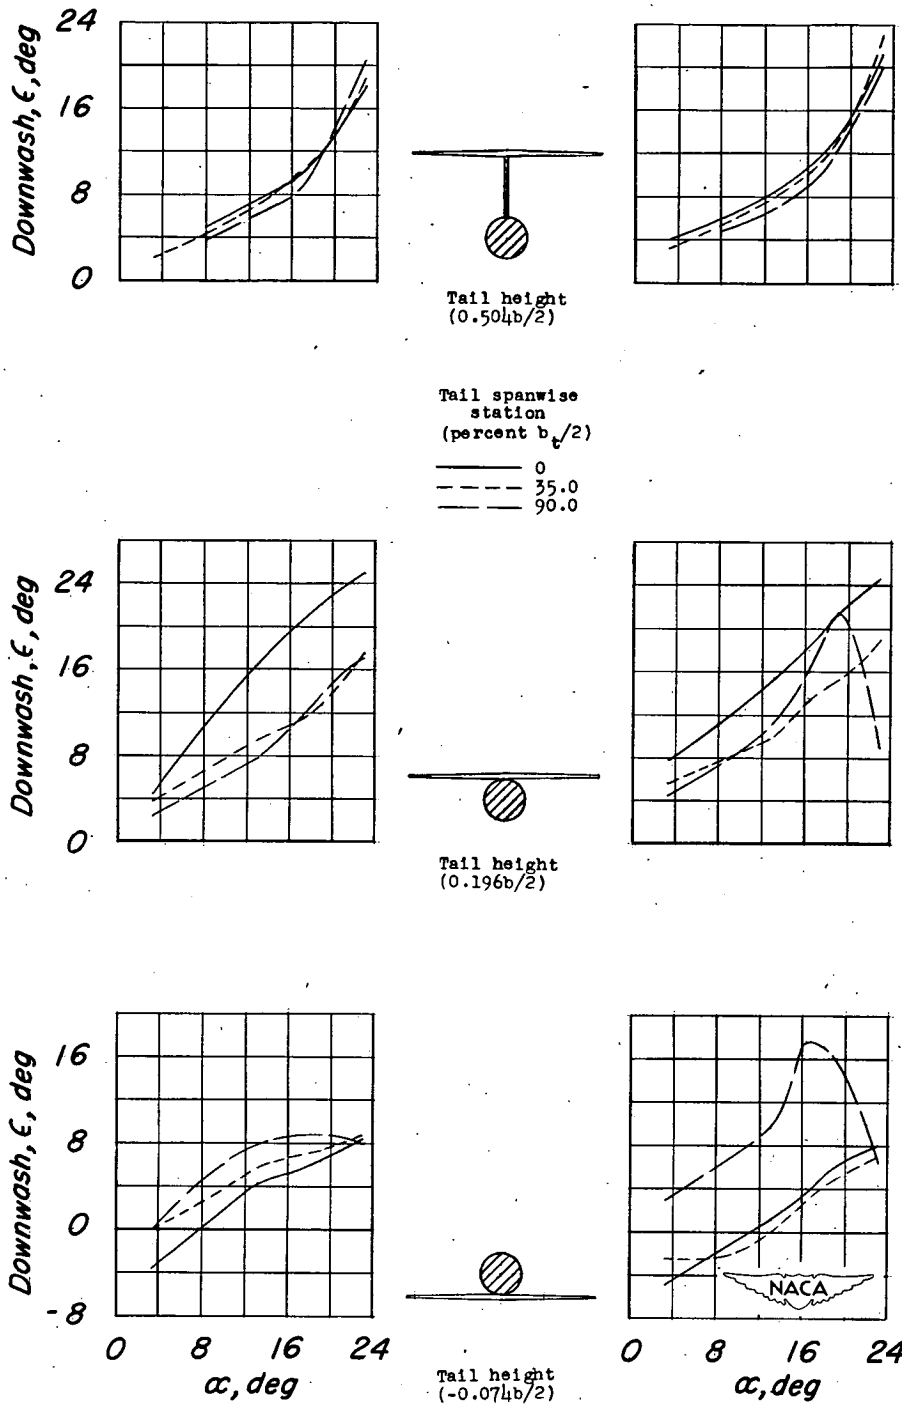 24
16
8
0
Downwash, ϵ, deg
Tail height
(0.504b/2)
Tail spanwise
station
(percent b_t/2)
0
35.0
90.0
24
16
8
0
Downwash, ϵ, deg
Tail height
(0.196b/2)
16
8
0
-8
Downwash, ϵ, deg
0 8 16 24
α, deg
Tail height
(-0.074b/2)
NACA
0 8 16 24
α, deg